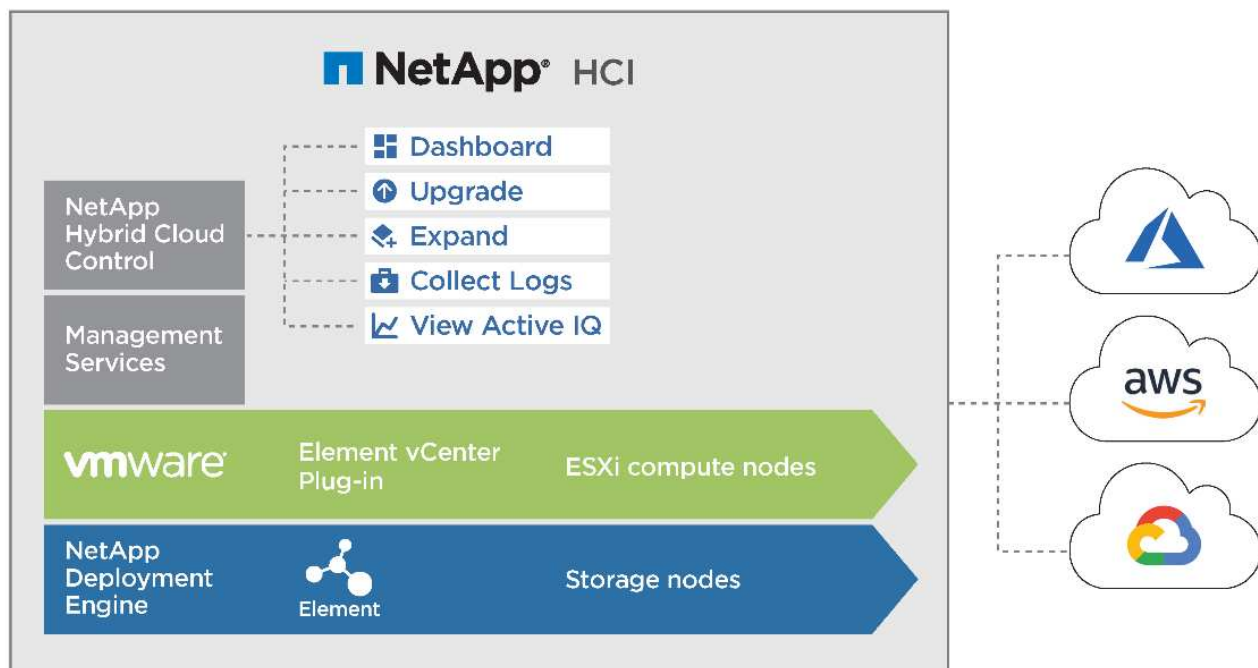 NetApp® HCI
Dashboard
Upgrade
Expand
Collect Logs
View Active IQ
NetApp
Hybrid Cloud
Control
Management
Services
vmware®
Element vCenter
Plug-in
ESXi compute nodes
NetApp
Deployment
Engine
Element
Storage nodes
aws